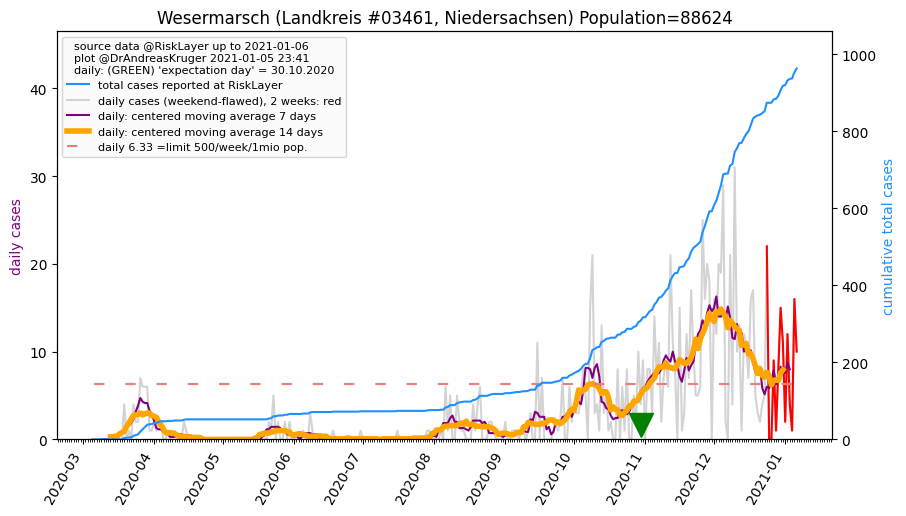 Wesermarsch (Landkreis #03461, Niedersachsen) Population=88624
source data @RiskLayer up to 2021-01-06
plot @DrAndreasKruger 2021-01-05 23:41
daily: (GREEN) 'expectation day' = 30.10.2020
total cases reported at RiskLayer
daily cases (weekend-flawed), 2 weeks: red
daily: centered moving average 7 days
daily: centered moving average 14 days
daily 6.33 =limit 500/week/1mio pop.
daily cases
0
10
20
30
40
cumulative total cases
0
200
400
600
800
1000
2020-03
2020-04
2020-05
2020-06
2020-07
2020-08
2020-09
2020-10
2020-11
2020-12
2021-01